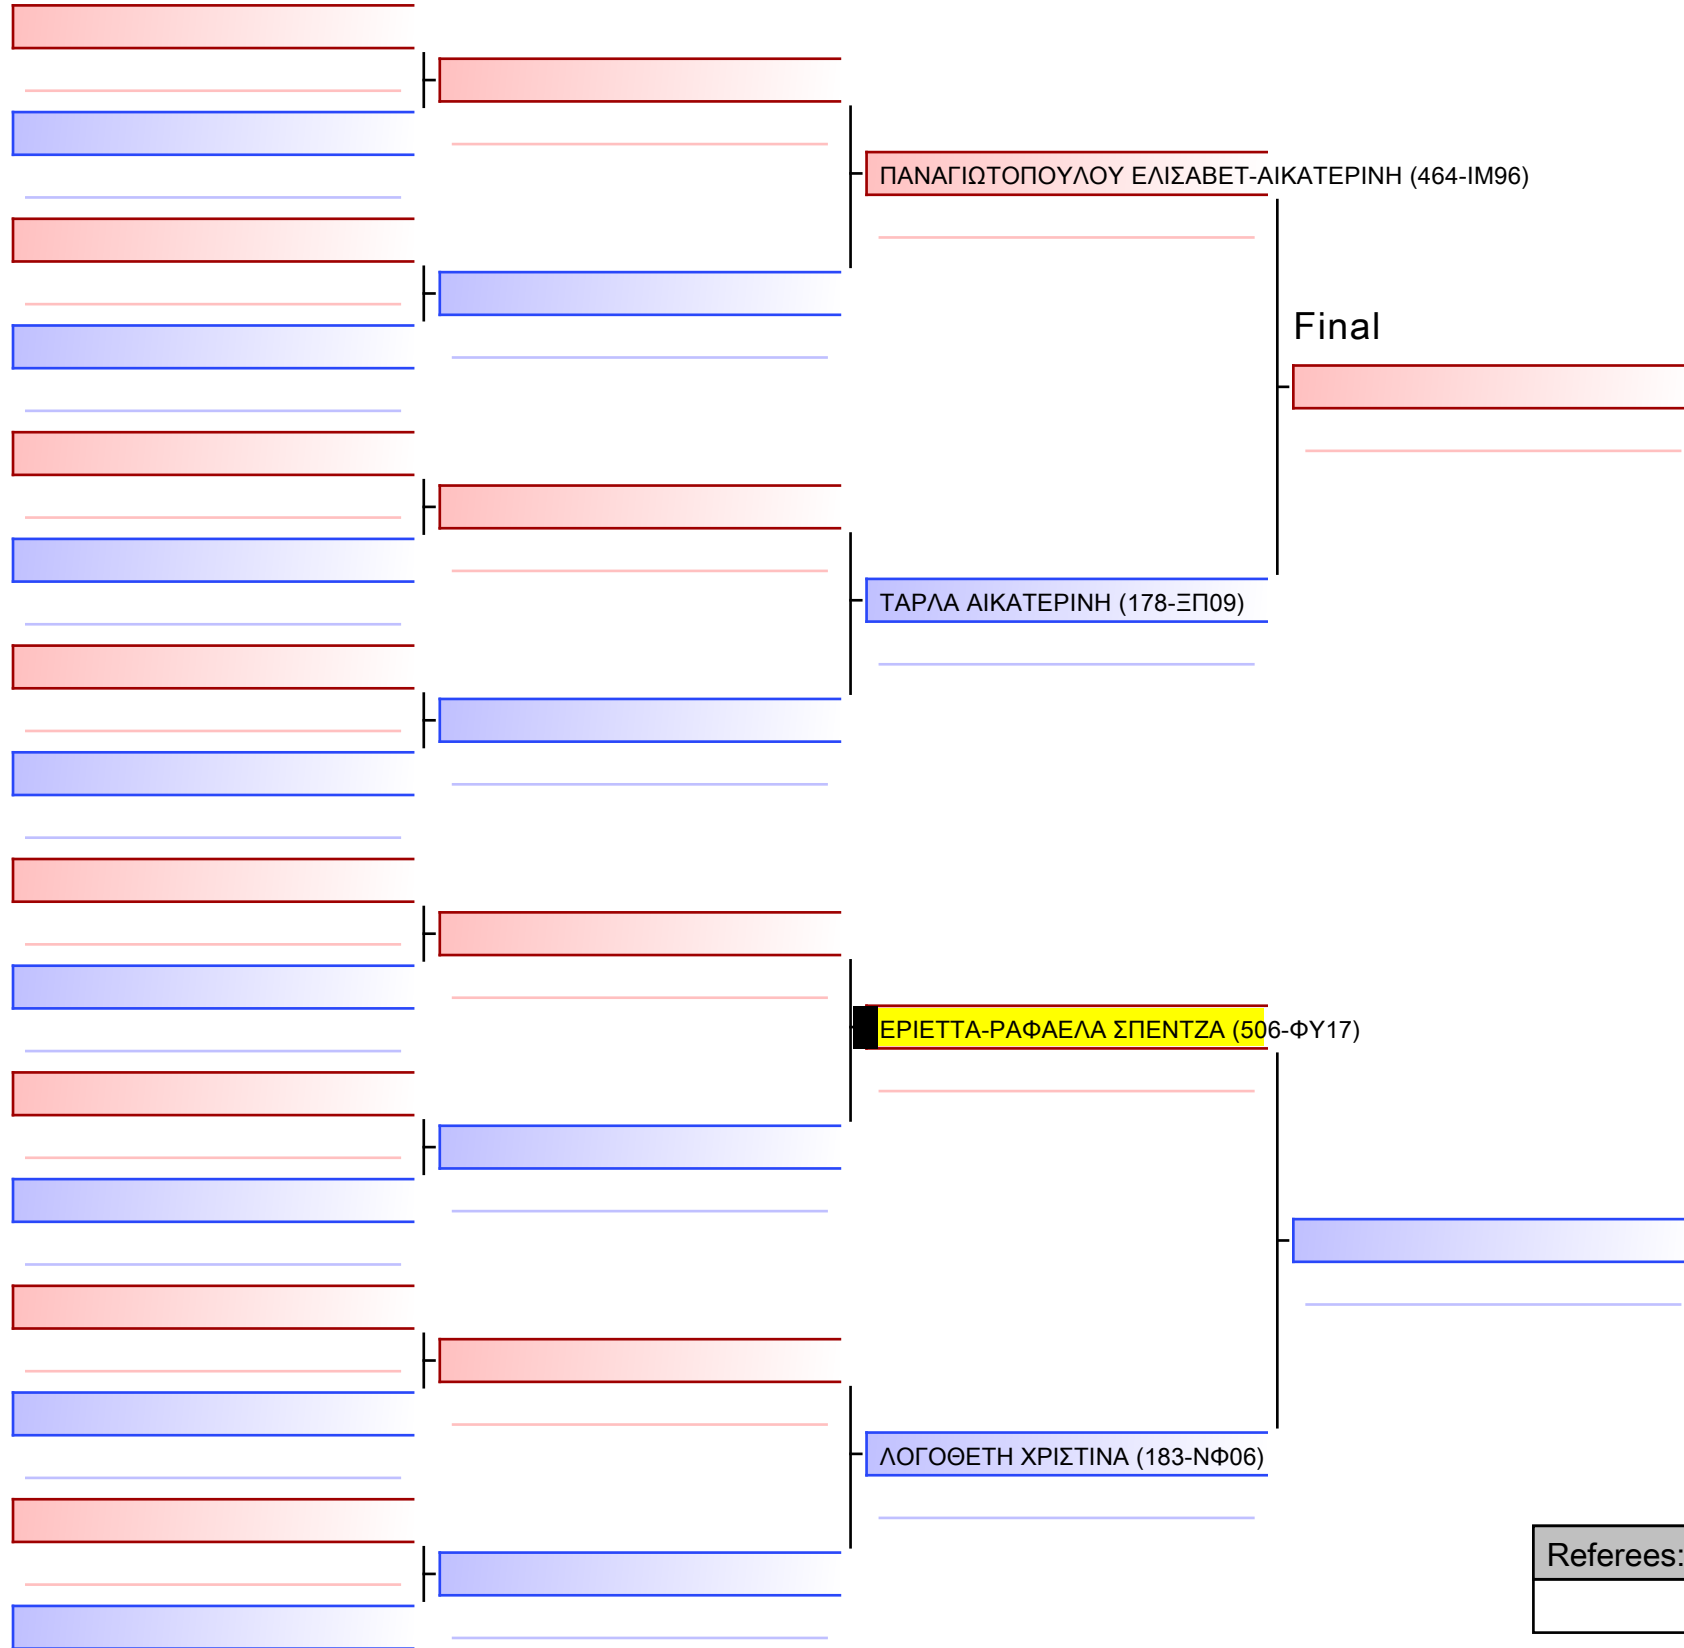 ΠΑΝΑΓΙΩΤΟΠΟΥΛΟΥ ΕΛΙΣΑΒΕΤ-ΑΙΚΑΤΕΡΙΝΗ (464-ΙΜ96)
Final
ΤΑΡΛΑ ΑΙΚΑΤΕΡΙΝΗ (178-ΞΠ09)
ΕΡΙΕΤΤΑ-ΡΑΦΑΕΛΑ ΣΠΕΝΤΖΑ (506-ΦΥ17)
ΛΟΓΟΘΕΤΗ ΧΡΙΣΤΙΝΑ (183-ΝΦ06)
Referees: